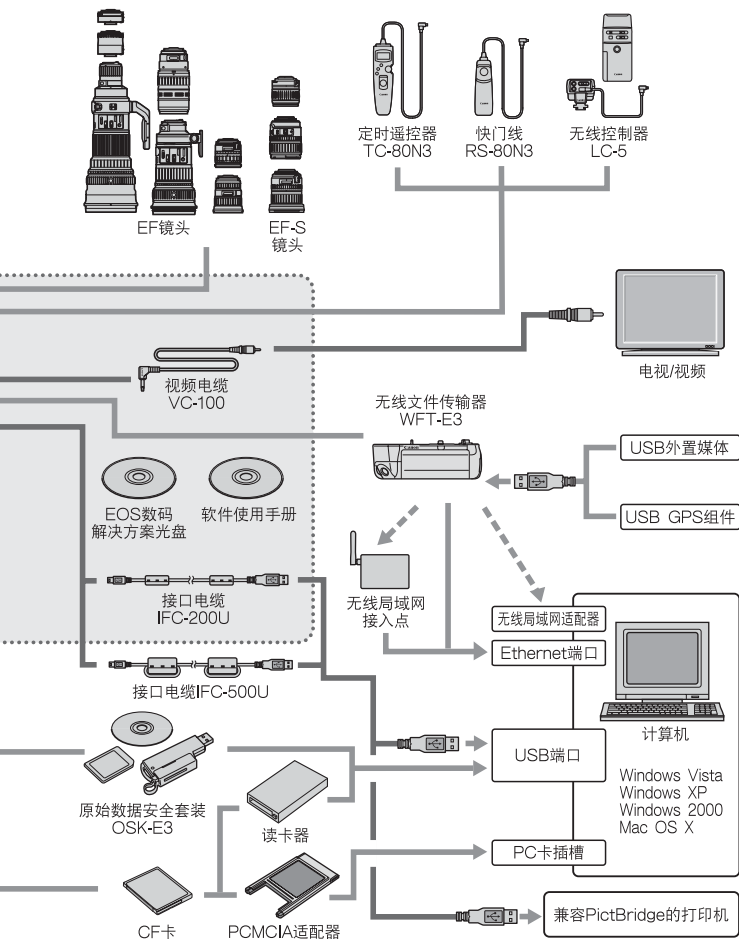 定时遥控器
TC-80N3
快门线
RS-80N3
无线控制器
LC-5
EF镜头
EF-S
镜头
电视/视频
视频电缆
VC-100
无线文件传输器
WFT-E3
USB外置媒体
USB GPS组件
EOS数码
解决方案光盘
软件使用手册
接口电缆
IFC-200U
无线局域网
接入点
无线局域网适配器
Ethernet端口
接口电缆IFC-500U
计算机
USB端口
Windows Vista
Windows XP
Windows 2000
Mac OS X
原始数据安全套装
OSK-E3
读卡器
PC卡插槽
CF卡
PCMCIA适配器
兼容PictBridge的打印机